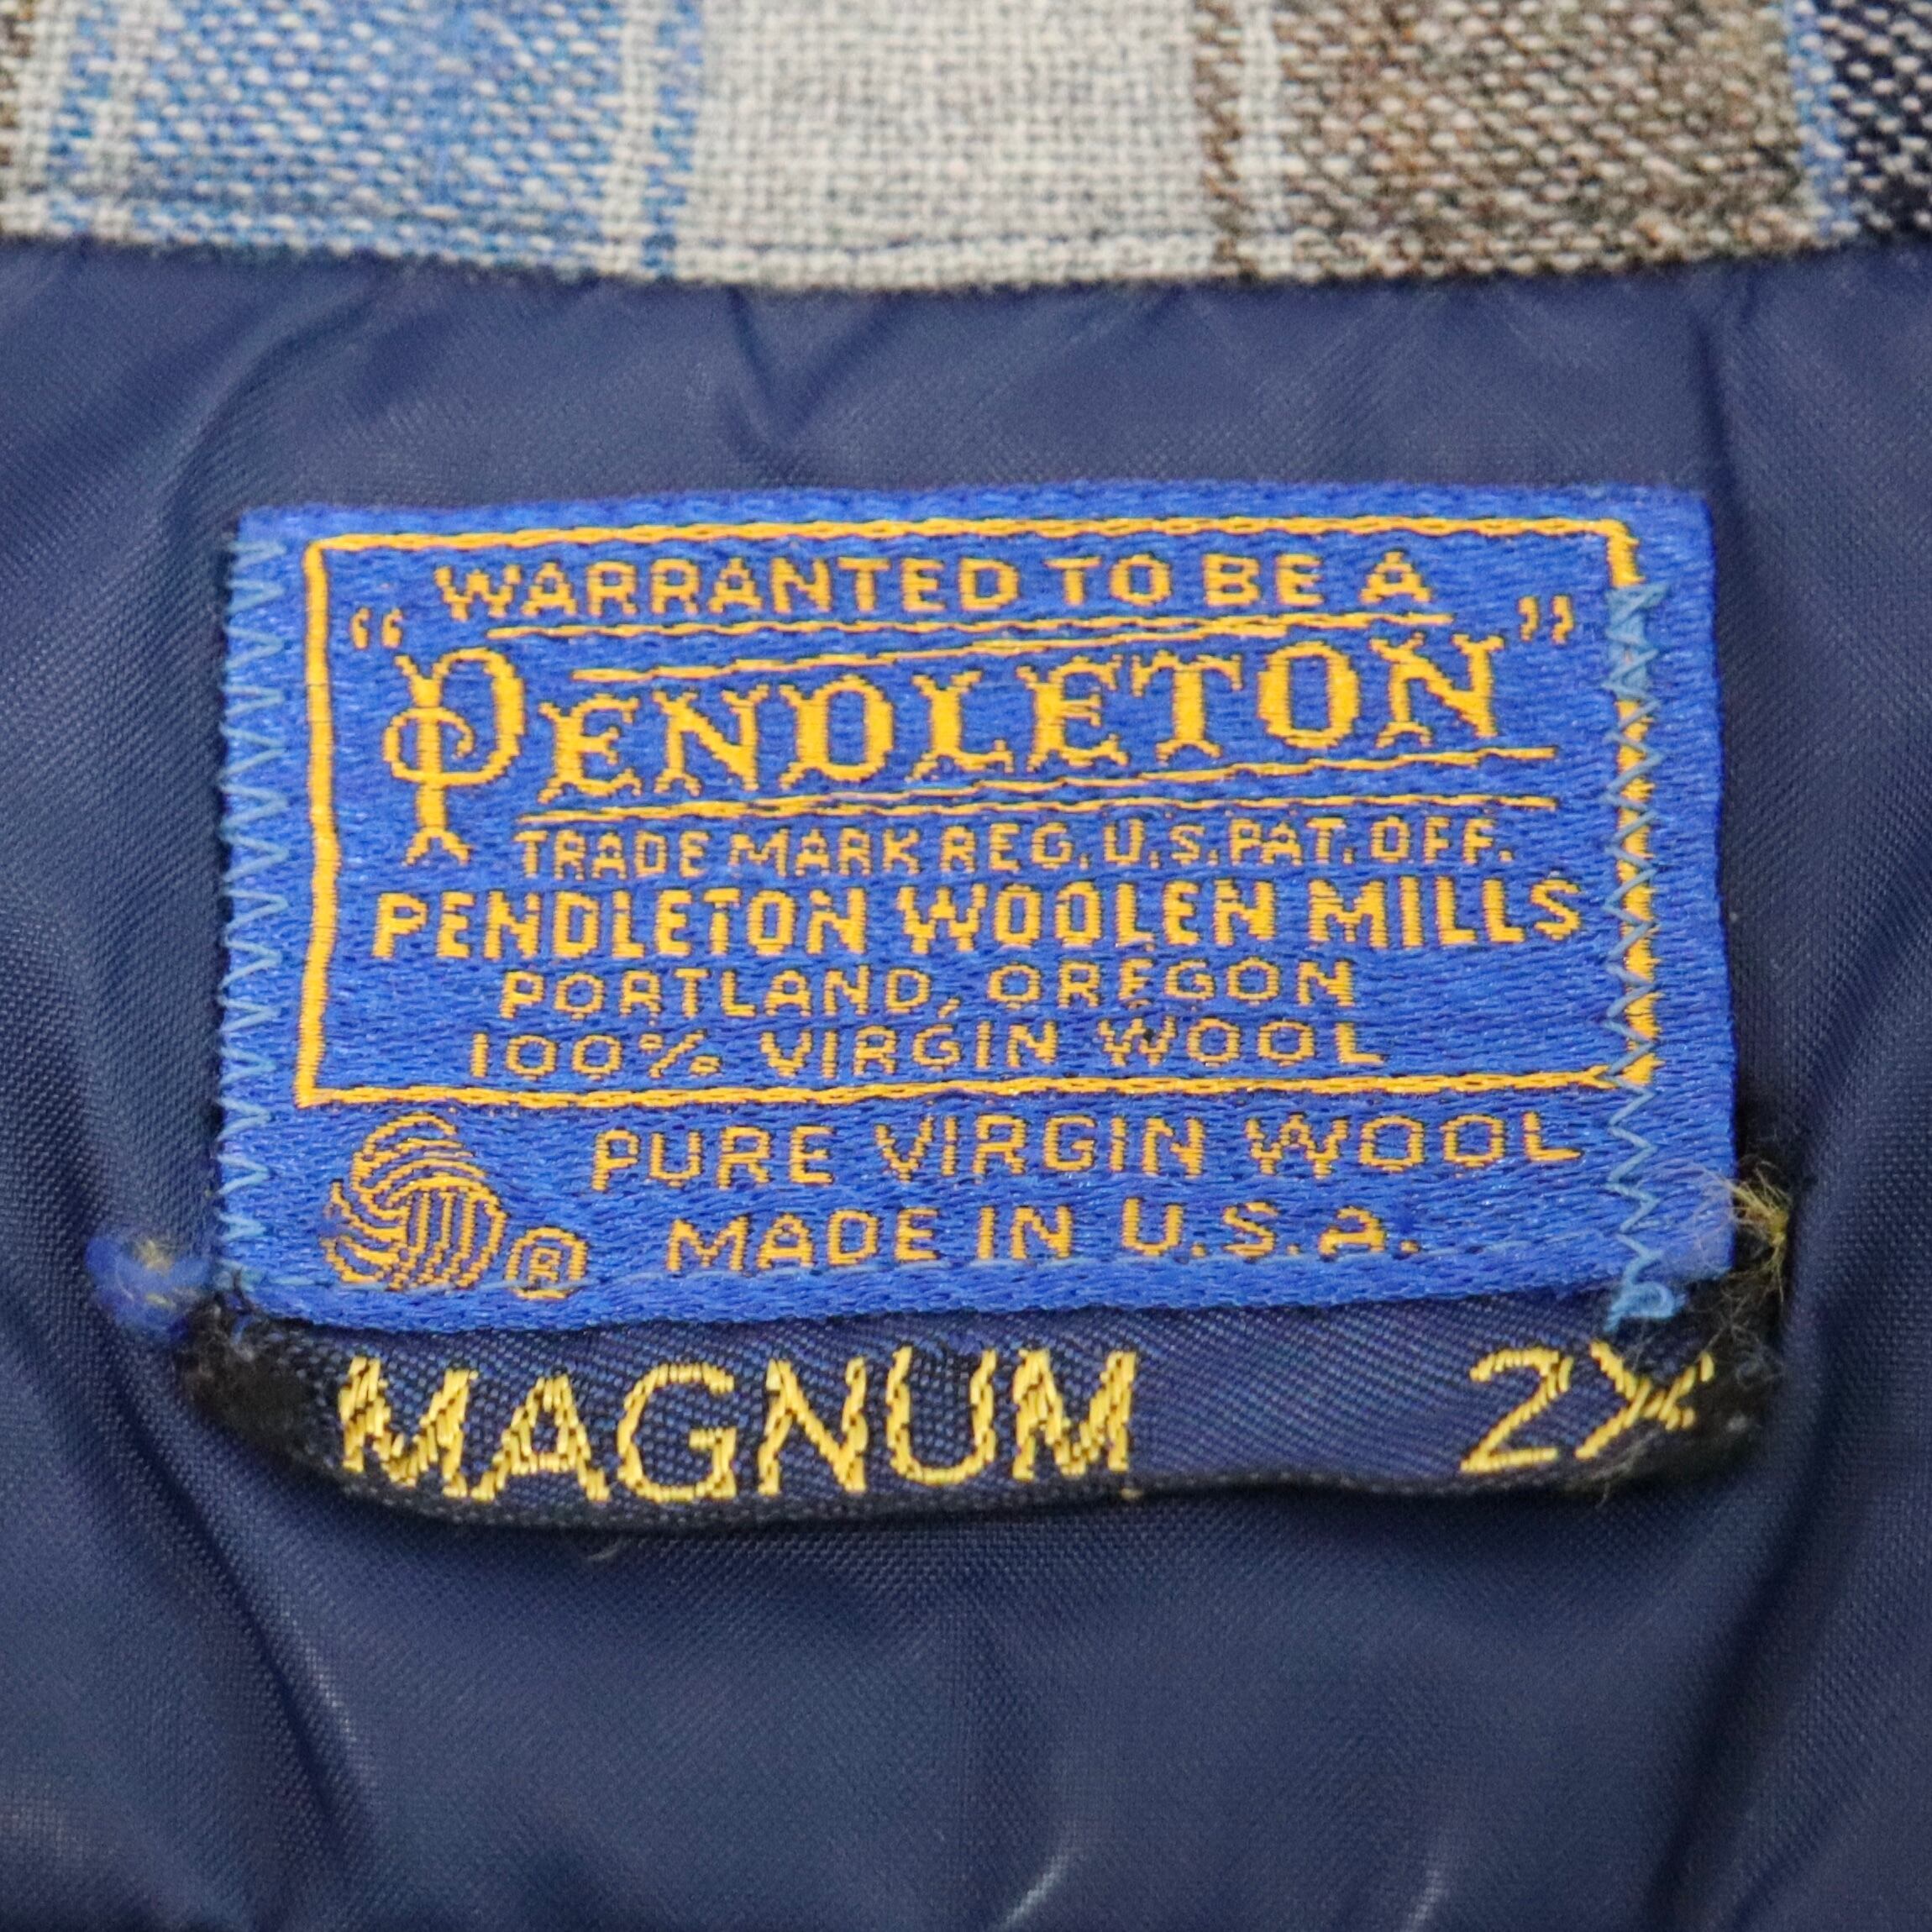 WARRANTED TO BE A
“PENDLETON”
TRADE MARK REG. U.S. PAT. OFF.
PENDLETON WOOLEN MILLS
PORTLAND, OREGON
100% VIRGIN WOOL
PURE VIRGIN WOOL
® MADE IN U.S.A.
MAGNUM 2X